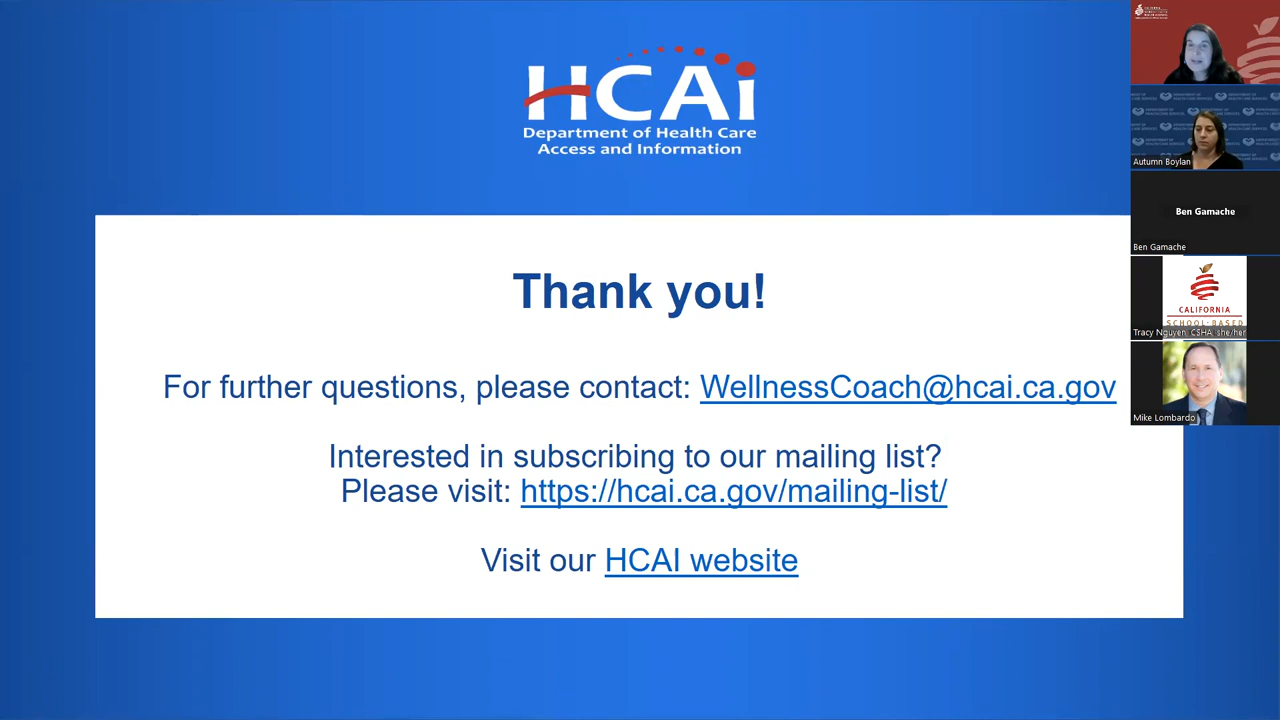 HCAi
Department of Health Care
Access and Information
Thank you!
For further questions, please contact: WellnessCoach@hcai.ca.gov
Interested in subscribing to our mailing list?
Please visit: https://hcai.ca.gov/mailing-list/
Visit our HCAI website
Autumn Boylan
Ben Gamache
Ben Gamache
CALIFORNIA
SCHOOL-BASED
Tracy Nguyen, CSHA she/her
Mike Lombardo